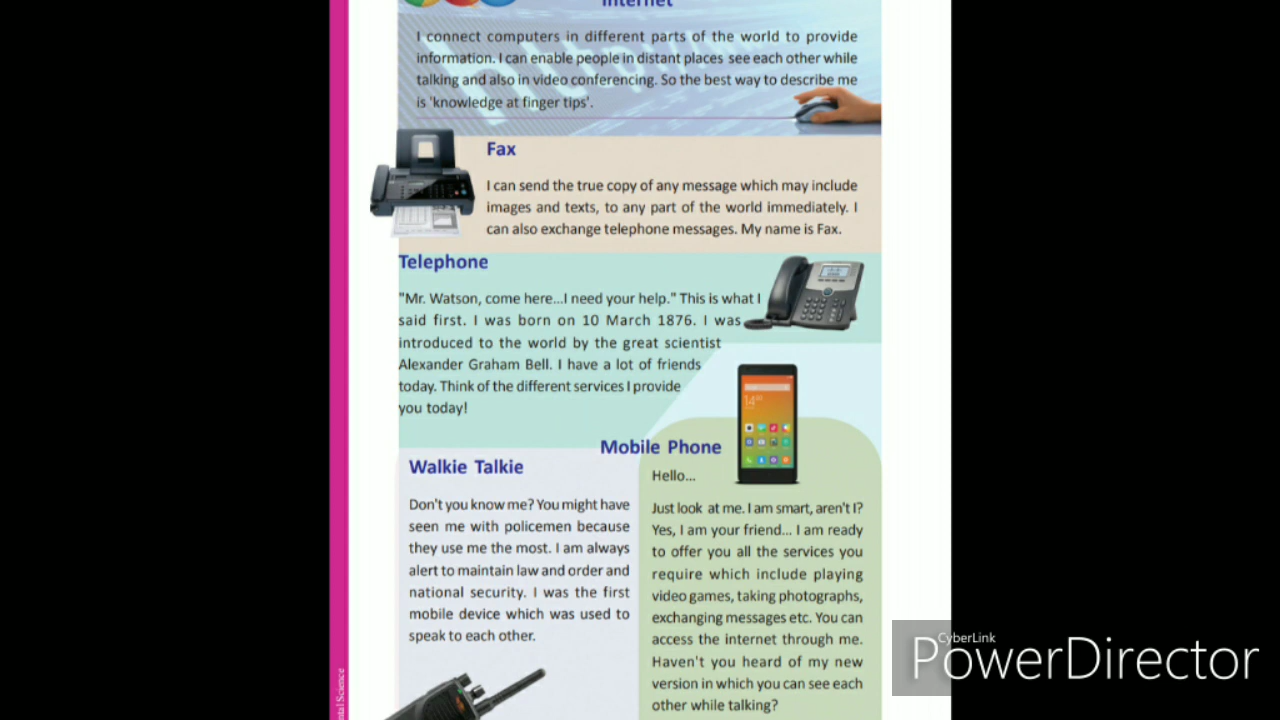 Internet
I connect computers in different parts of the world to provide
information. I can enable people in distant places see each other while
talking and also in video conferencing. So the best way to describe me
is 'knowledge at finger tips'.
Fax
I can send the true copy of any message which may include
images and texts, to any part of the world immediately. I
can also exchange telephone messages. My name is Fax.
Telephone
"Mr. Watson, come here...I need your help." This is what I
said first. I was born on 10 March 1876. I was
introduced to the world by the great scientist
Alexander Graham Bell. I have a lot of friends
today. Think of the different services I provide
you today!
Walkie Talkie
Don't you know me? You might have
seen me with policemen because
they use me the most. I am always
alert to maintain law and order and
national security. I was the first
mobile device which was used to
speak to each other.
Mobile Phone
Hello...
Just look at me. I am smart, aren't I?
Yes, I am your friend... I am ready
to offer you all the services you
require which include playing
video games, taking photographs,
exchanging messages etc. You can
access the internet through me.
Haven't you heard of my new
version in which you can see each
other while talking?
Science
CyberLink
PowerDirector